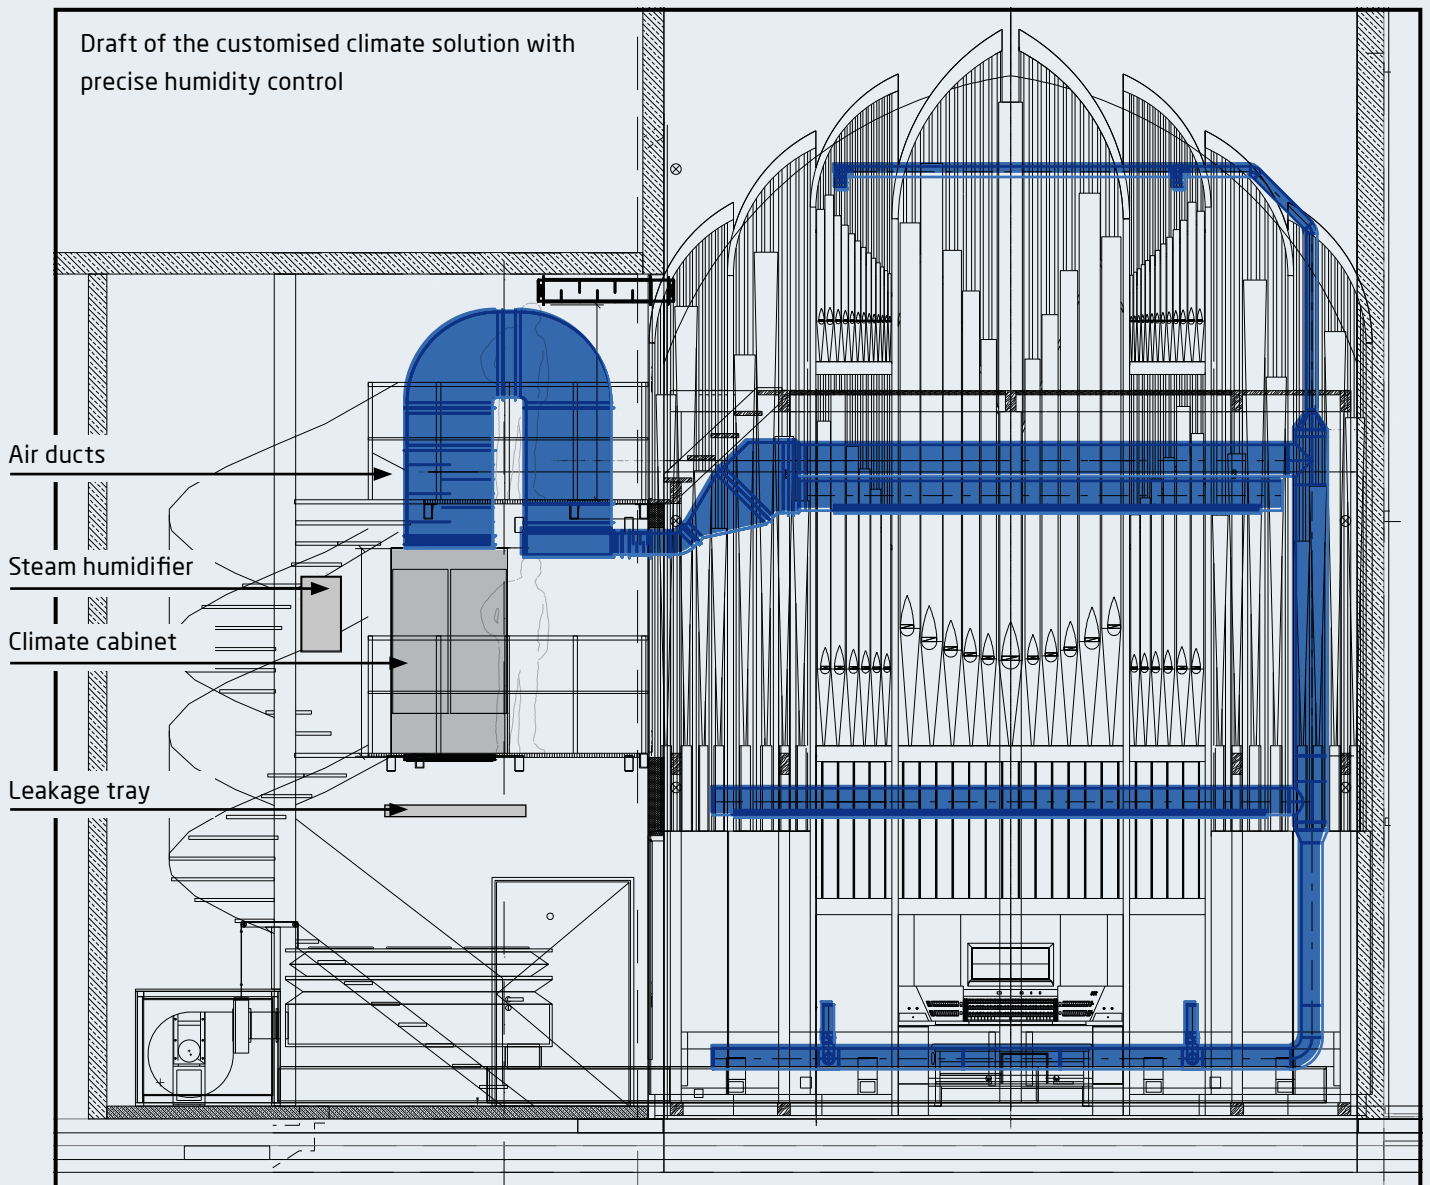 Draft of the customised climate solution with
precise humidity control
Air ducts
Steam humidifier
Climate cabinet
Leakage tray